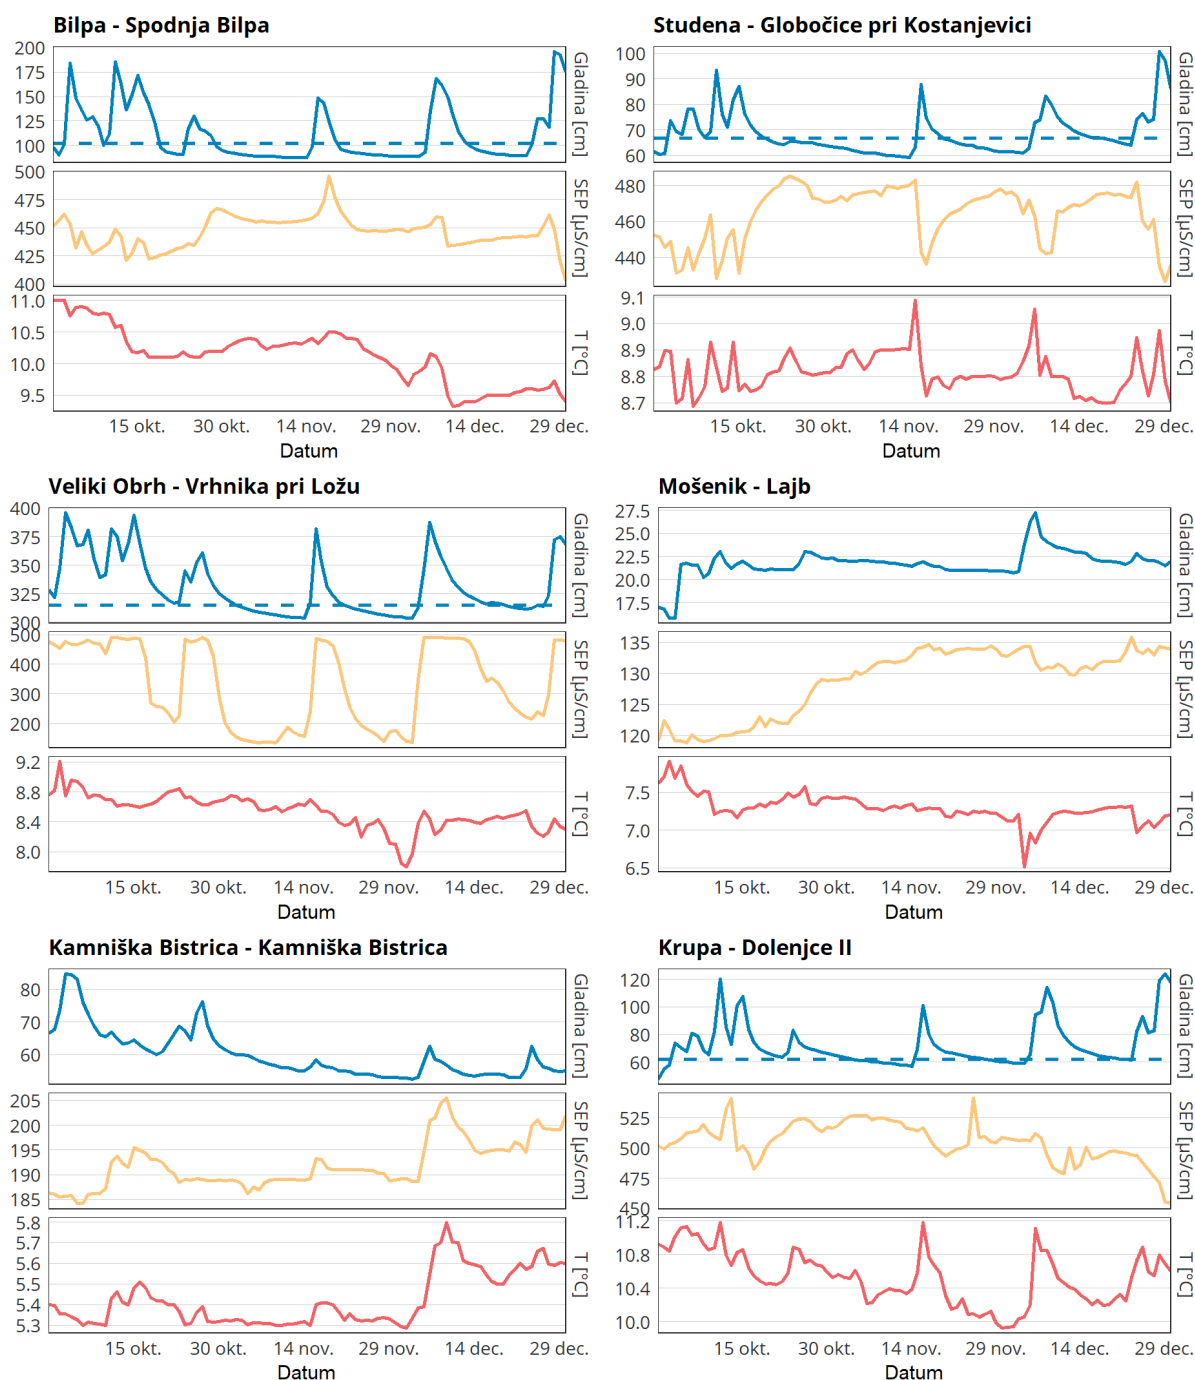 Bilpa - Spodnja Bilpa
200
175
150
125
100
Gladina [cm]
500
475
450
425
400
SEP [µS/cm]
11.0
10.5
10.0
9.5
T [°C]
15 okt. 30 okt. 14 nov. 29 nov. 14 dec. 29 dec.
Datum
Studena - Globočice pri Kostanjevici
100
90
80
70
60
Gladina [cm]
480
460
440
SEP [µS/cm]
9.1
9.0
8.9
8.8
8.7
T [°C]
15 okt. 30 okt. 14 nov. 29 nov. 14 dec. 29 dec.
Datum
Veliki Obrh - Vrhnika pri Ložu
400
375
350
325
300
Gladina [cm]
500
400
300
200
SEP [µS/cm]
9.2
8.8
8.4
8.0
T [°C]
15 okt. 30 okt. 14 nov. 29 nov. 14 dec. 29 dec.
Datum
Mošenik - Lajb
27.5
25.0
22.5
20.0
17.5
Gladina [cm]
135
130
125
120
SEP [µS/cm]
7.5
7.0
6.5
T [°C]
15 okt. 30 okt. 14 nov. 29 nov. 14 dec. 29 dec.
Datum
Kamniška Bistrica - Kamniška Bistrica
80
70
60
Gladina [cm]
205
200
195
190
185
SEP [µS/cm]
5.8
5.7
5.6
5.5
5.4
5.3
T [°C]
15 okt. 30 okt. 14 nov. 29 nov. 14 dec. 29 dec.
Datum
Krupa - Dolenjce II
120
100
80
60
Gladina [cm]
525
500
475
450
SEP [µS/cm]
11.2
10.8
10.4
10.0
T [°C]
15 okt. 30 okt. 14 nov. 29 nov. 14 dec. 29 dec.
Datum